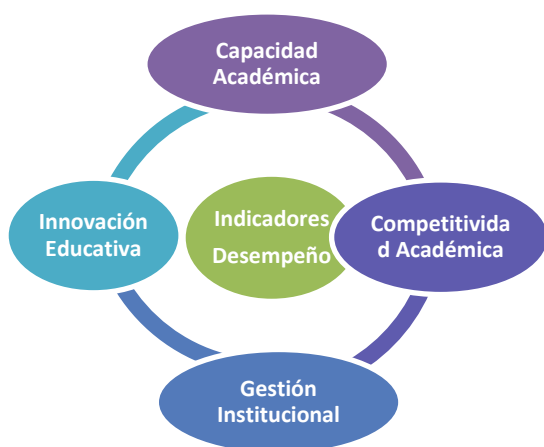 Capacidad
Académica
Innovación
Educativa
Indicadores
Desempeño
Competitivida
d Académica
Gestión
Institucional